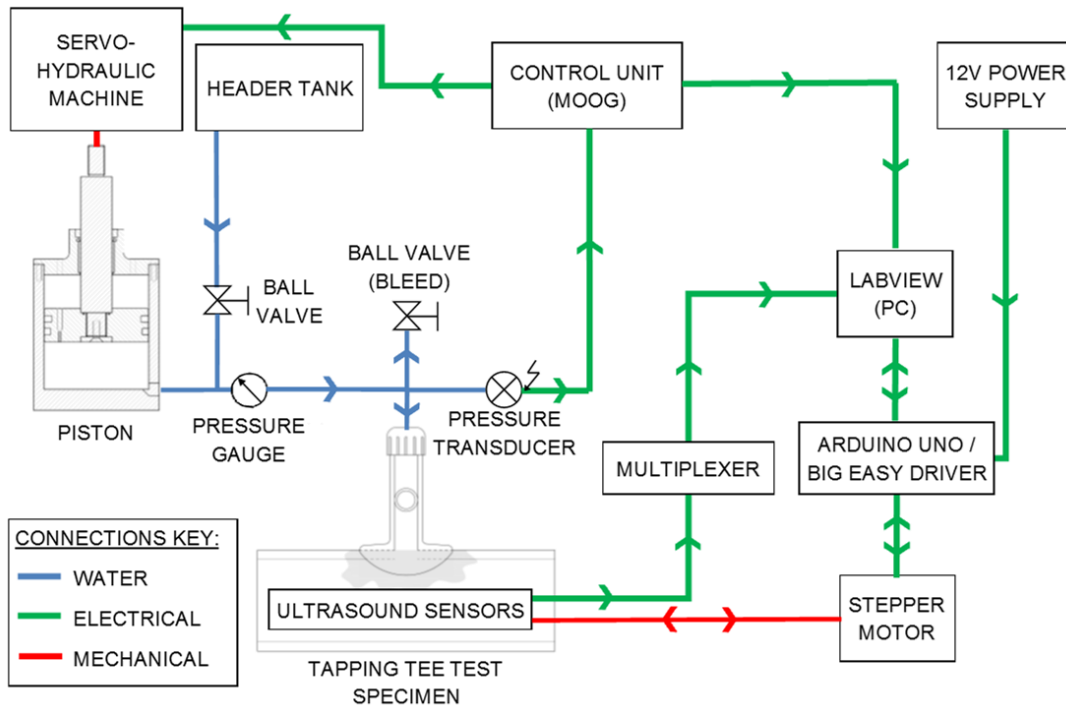 SERVO-
HYDRAULIC
MACHINE
HEADER TANK
CONTROL UNIT
(MOOG)
12V POWER
SUPPLY
BALL VALVE
(BLEED)
BALL
VALVE
LABVIEW
(PC)
PISTON
PRESSURE
GAUGE
PRESSURE
TRANSDUCER
MULTIPLEXER
ARDUINO UNO /
BIG EASY DRIVER
CONNECTIONS KEY:
WATER
ELECTRICAL
MECHANICAL
ULTRASOUND SENSORS
STEPPER
MOTOR
TAPPING TEE TEST
SPECIMEN